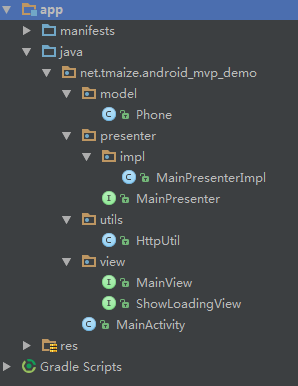 app
manifests
java
net.tmaize.android_mvp_demo
model
C Phone
presenter
impl
C MainPresenterImpl
I MainPresenter
utils
C HttpUtil
view
I MainView
I ShowLoadingView
C MainActivity
res
Gradle Scripts